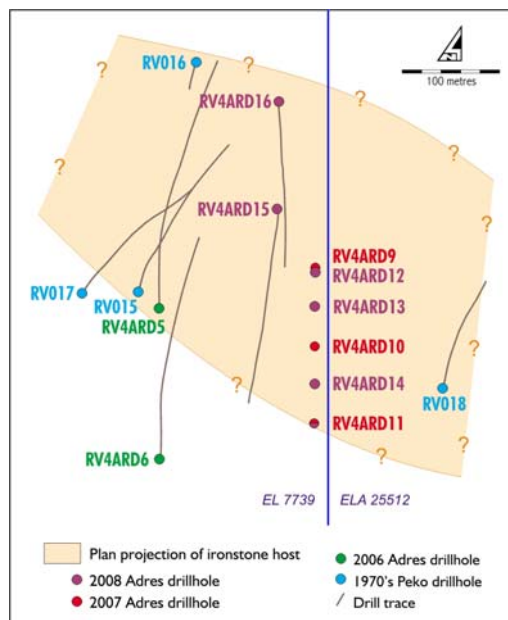 RV016
?
?
RV4ARD16
100 metres
?
?
?
RV4ARD15
?
RV4ARD9
RV4ARD12
RV017
RV015
RV4ARD5
RV4ARD13
RV4ARD10
?
?
RV4ARD14
RV018
RV4ARD11
?
?
RV4ARD6
EL 7739
ELA 25512
Plan projection of ironstone host
2008 Adres drillhole
2007 Adres drillhole
2006 Adres drillhole
1970's Peko drillhole
Drill trace